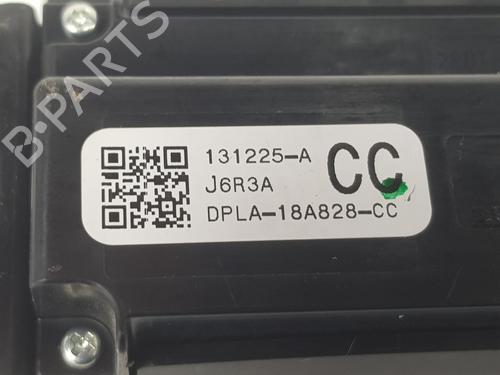 B-PARTS
131225-A
J6R3A
CC
DPLA-18A828-CC